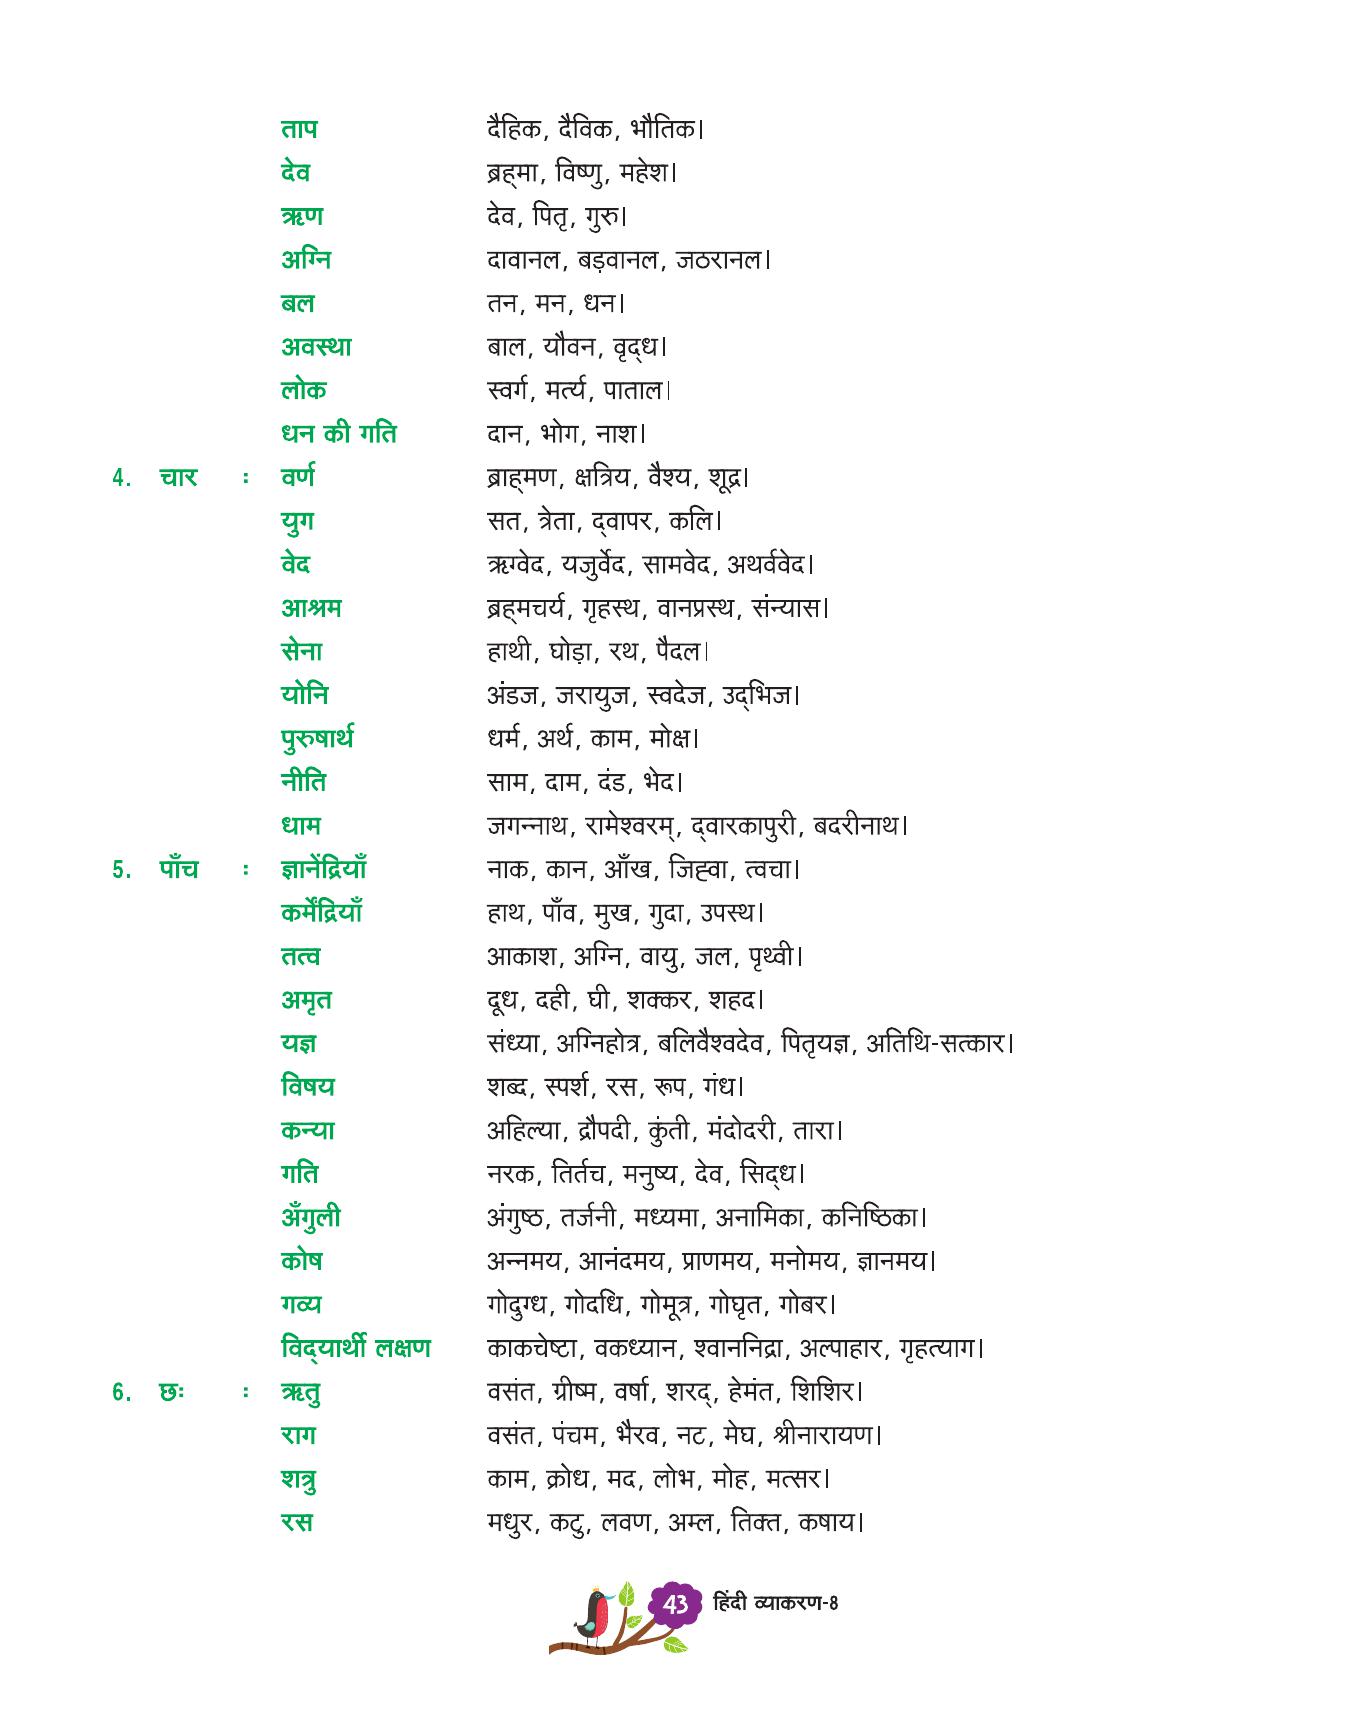 ताप दैहिक, दैविक, भौतिक।
देव ब्रह्मा, विष्णु, महेश।
ऋण देव, पितृ, गुरु।
अग्नि दावानल, बड़वानल, जठरानल।
बल तन, मन, धन।
अवस्था बाल, यौवन, वृद्ध।
लोक स्वर्ग, मर्त्य, पाताल।
धन की गति दान, भोग, नाश।
4. चार : वर्ण ब्राह्मण, क्षत्रिय, वैश्य, शूद्र।
युग सत, त्रेता, द्वापर, कलि।
वेद ऋग्वेद, यजुर्वेद, सामवेद, अथर्ववेद।
आश्रम ब्रह्मचर्य, गृहस्थ, वानप्रस्थ, संन्यास।
सेना हाथी, घोड़ा, रथ, पैदल।
योनि अंडज, जरायुज, स्वदेज, उद्भिज।
पुरुषार्थ धर्म, अर्थ, काम, मोक्ष।
नीति साम, दाम, दंड, भेद।
धाम जगन्नाथ, रामेश्वरम्, द्वारकापुरी, बदरीनाथ।
5. पाँच : ज्ञानेंद्रियाँ नाक, कान, आँख, जिह्वा, त्वचा।
कर्मेंद्रियाँ हाथ, पाँव, मुख, गुदा, उपस्थ।
तत्व आकाश, अग्नि, वायु, जल, पृथ्वी।
अमृत दूध, दही, घी, शक्कर, शहद।
यज्ञ संध्या, अग्निहोत्र, बलिवैश्वदेव, पितृयज्ञ, अतिथि-सत्कार।
विषय शब्द, स्पर्श, रस, रूप, गंध।
कन्या अहिल्या, द्रौपदी, कुंती, मंदोदरी, तारा।
गति नरक, तिर्तच, मनुष्य, देव, सिद्ध।
अँगुली अंगुष्ठ, तर्जनी, मध्यमा, अनामिका, कनिष्ठिका।
कोष अन्नमय, आनंदमय, प्राणमय, मनोमय, ज्ञानमय।
गव्य गोदुग्ध, गोदधि, गोमूत्र, गोघृत, गोबर।
विद्यार्थी लक्षण काकचेष्टा, वकध्यान, श्वाननिद्रा, अल्पाहार, गृहत्याग।
6. छः : ऋतु वसंत, ग्रीष्म, वर्षा, शरद्, हेमंत, शिशिर।
राग वसंत, पंचम, भैरव, नट, मेघ, श्रीनारायण।
शत्रु काम, क्रोध, मद, लोभ, मोह, मत्सर।
रस मधुर, कटु, लवण, अम्ल, तिक्त, कषाय।
43 हिंदी व्याकरण-8